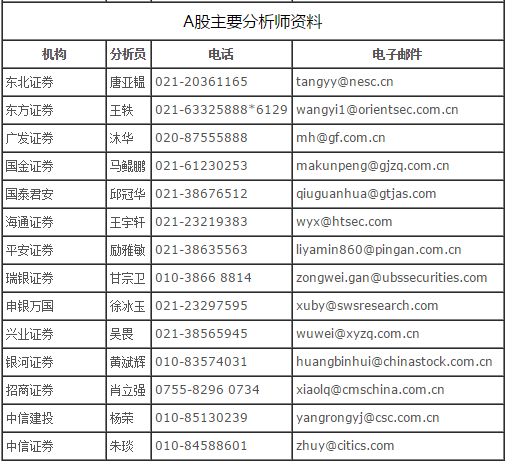 A股主要分析师资料
机构 分析员 电话 电子邮件
东北证券 唐亚韫 021-20361165 tangyy@nesc.cn
东方证券 王轶 021-63325888*6129 wangyi1@orientsec.com.cn
广发证券 沐华 020-87555888 mh@gf.com.cn
国金证券 马鲲鹏 021-61230253 makunpeng@gjzq.com.cn
国泰君安 邱冠华 021-38676512 qiuguanhua@gtjas.com
海通证券 王宇轩 021-23219383 wyx@htsec.com
平安证券 励雅敏 021-38635563 liyamin860@pingan.com.cn
瑞银证券 甘宗卫 010-3866 8814 zongwei.gan@ubssecurities.com
申银万国 徐冰玉 021-23297595 xuby@swsresearch.com
兴业证券 吴畏 021-38565945 wuwei@xyzq.com.cn
银河证券 黄斌辉 010-83574031 huangbinhui@chinastock.com.cn
招商证券 肖立强 0755-8296 0734 xiaolq@cmschina.com.cn
中信建投 杨荣 010-85130239 yangrongyj@csc.com.cn
中信证券 朱琰 010-84588601 zhuy@citics.com